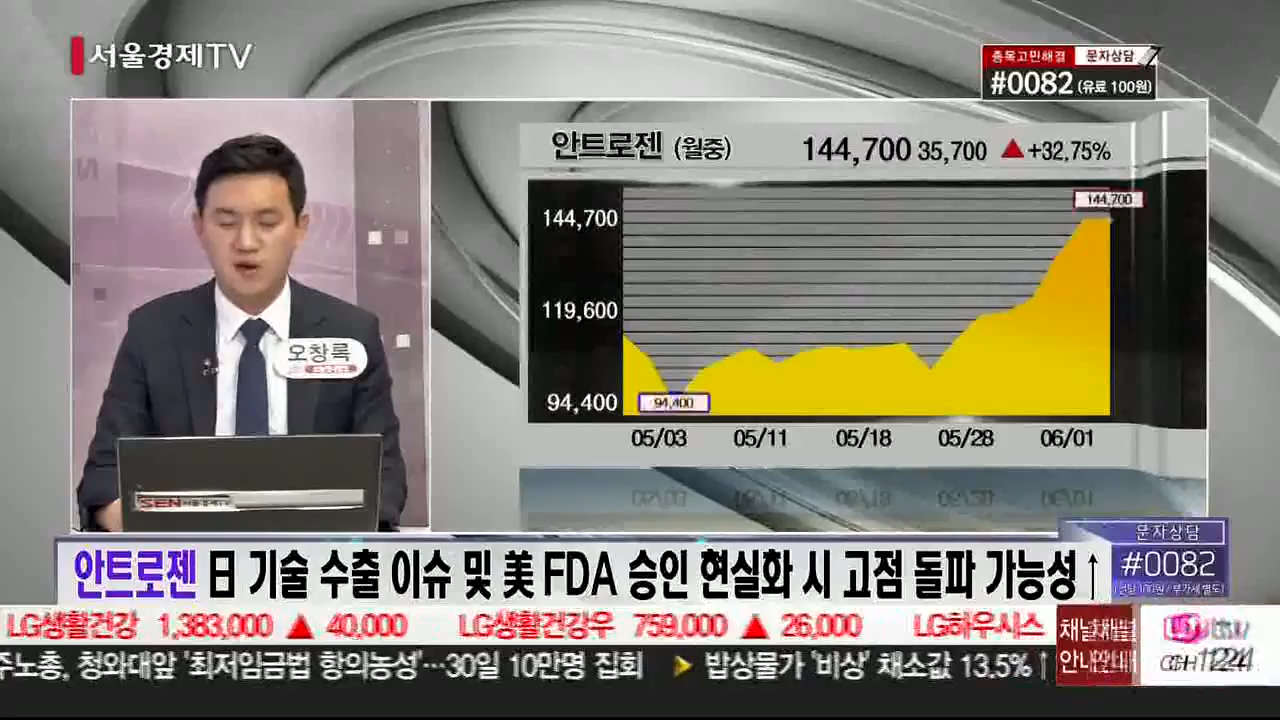 서울경제TV
종목고민해결 문자상담
#0082 (유료 100원)
안트로젠 (월중) 144,700 35,700 ▲+32,75%
144,700
144,700
119,600
94,400
94,400
05/03 05/11 05/18 05/28 06/01
오창록
SEN
문자상담
#0082
안트로젠 日 기술 수출 이슈 및 美 FDA 승인 현실화 시 고점 돌파 가능성↑
LG생활건강 1,383,000 ▲ 40,000 LG생활건강우 759,000 ▲ 26,000 LG하우시스
주노총, 청와대앞 '최저임금법 항의농성'…30일 10만명 집회 ▶ 밥상물가 '비상' 채소값 13.5%↑
채널
안내